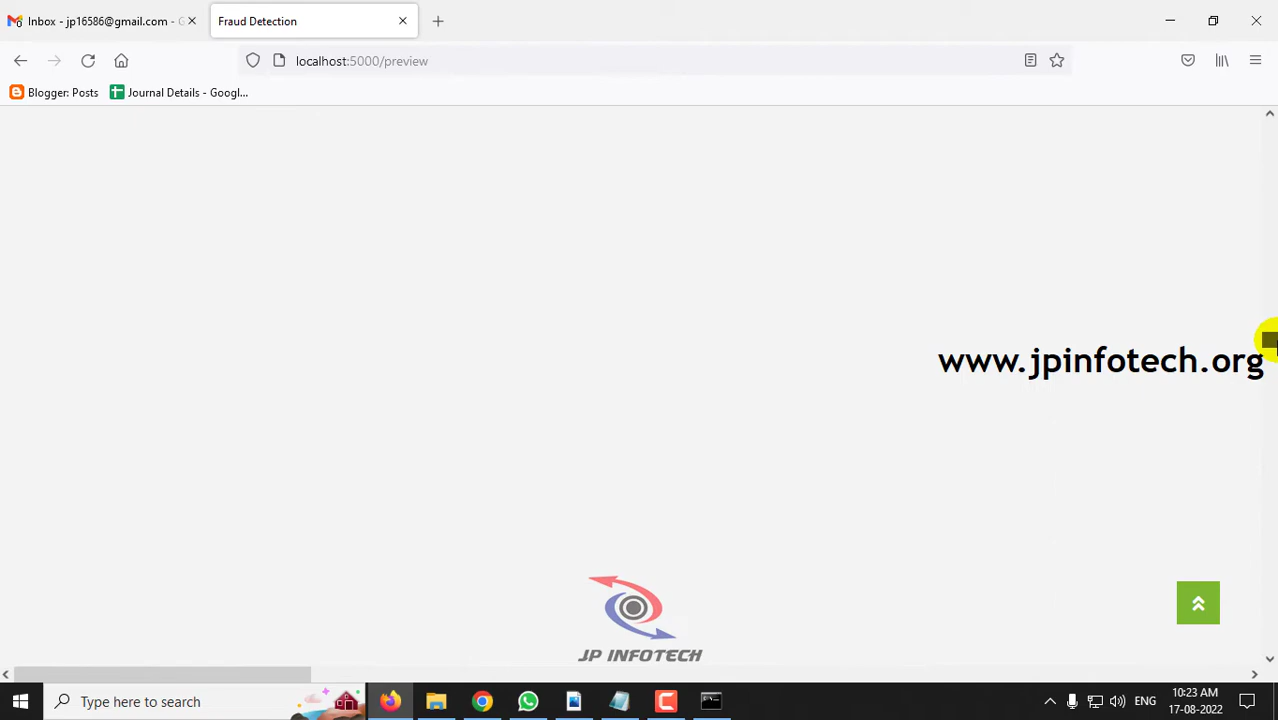 Inbox - jp16586@gmail.com - G
Fraud Detection
localhost:5000/preview
Blogger: Posts
Journal Details - Googl...
www.jpinfotech.org
JP INFOTECH
Type here to search
ENG
10:23 AM
17-08-2022